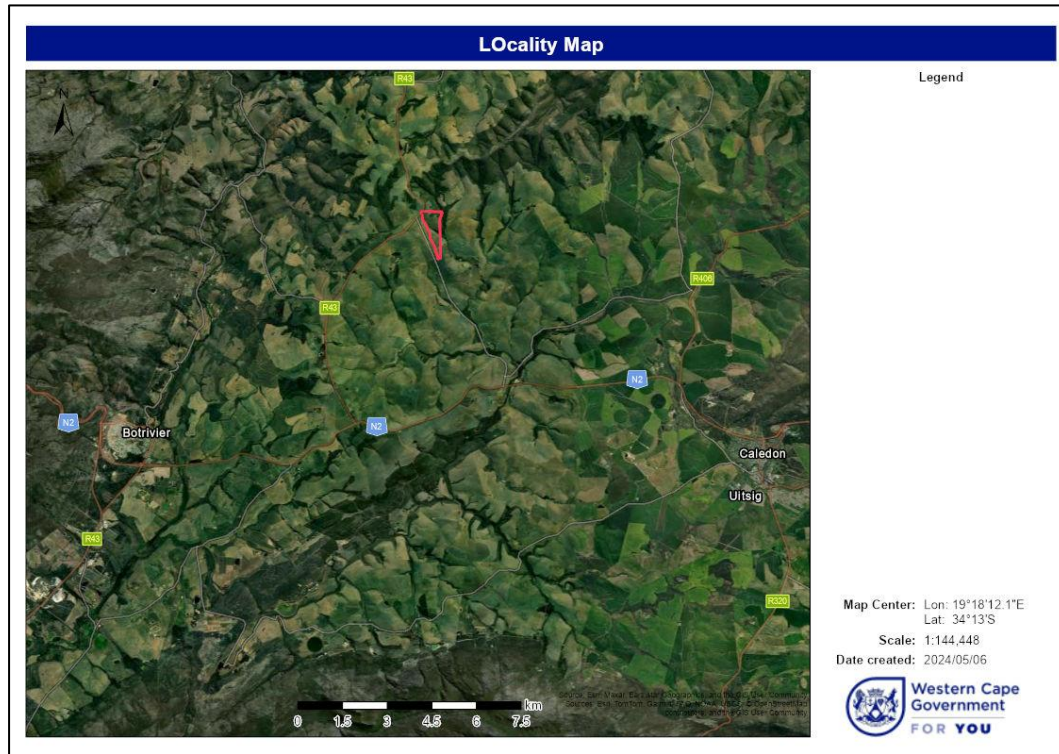 LOcality Map
Legend
N
R43
R406
R43
N2
N2
N2
Botrivier
Caledon
Uitsig
R43
R320
km
0 1.5 3 4.5 6 7.5
Map Center: Lon: 19°18'12.1"E
Lat: 34°13'S
Scale: 1:144,448
Date created: 2024/05/06
Western Cape
Government
FOR YOU